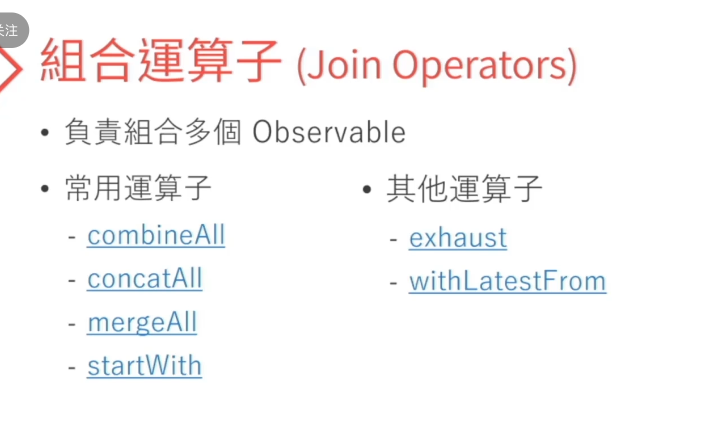 关注
組合運算子 (Join Operators)
• 負責組合多個 Observable
• 常用運算子
- combineAll
- concatAll
- mergeAll
- startWith
• 其他運算子
- exhaust
- withLatestFrom